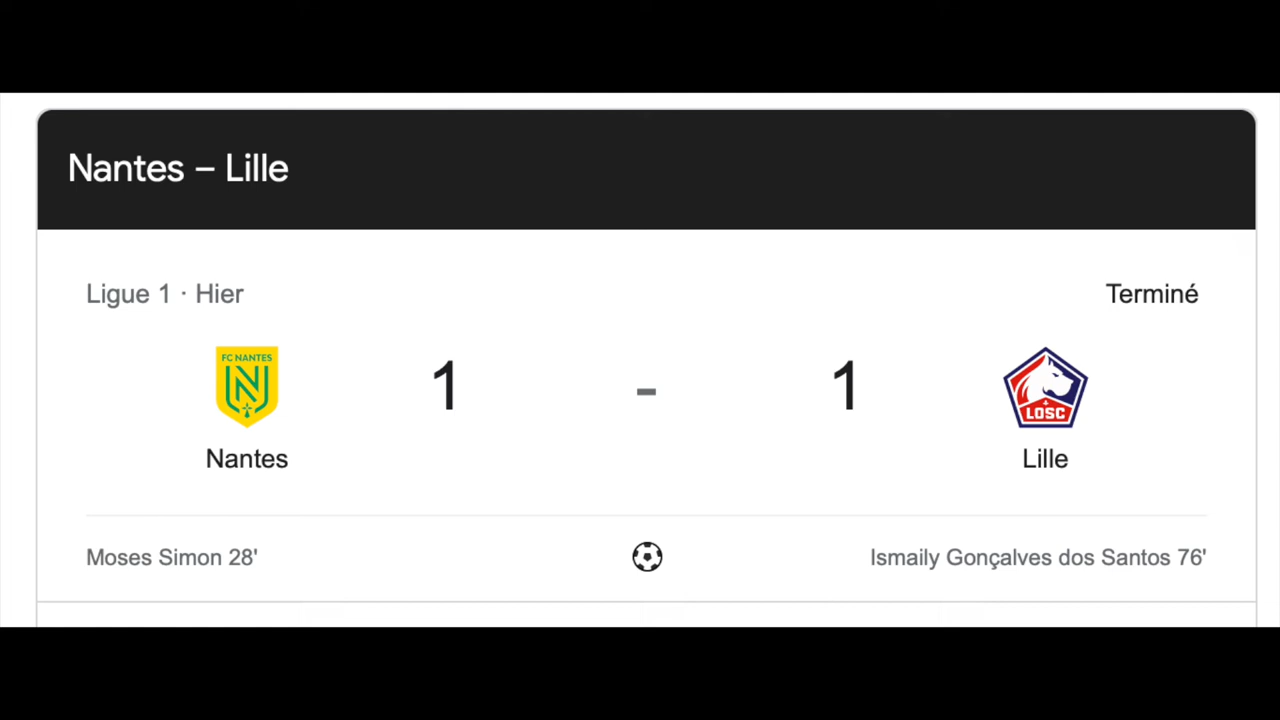 Nantes – Lille
Ligue 1 · Hier
Terminé
FC NANTES
1 - 1
LOSC
Nantes
Lille
Moses Simon 28'
Ismaily Gonçalves dos Santos 76'